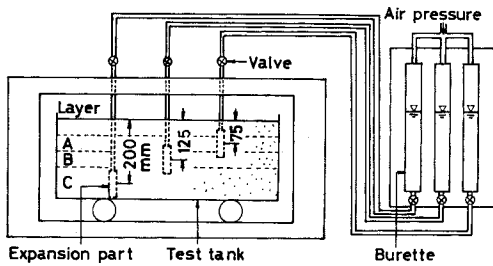 Air pressure
Valve
Layer
A
B
C
200
mm
125
75
Expansion part
Test tank
Burette